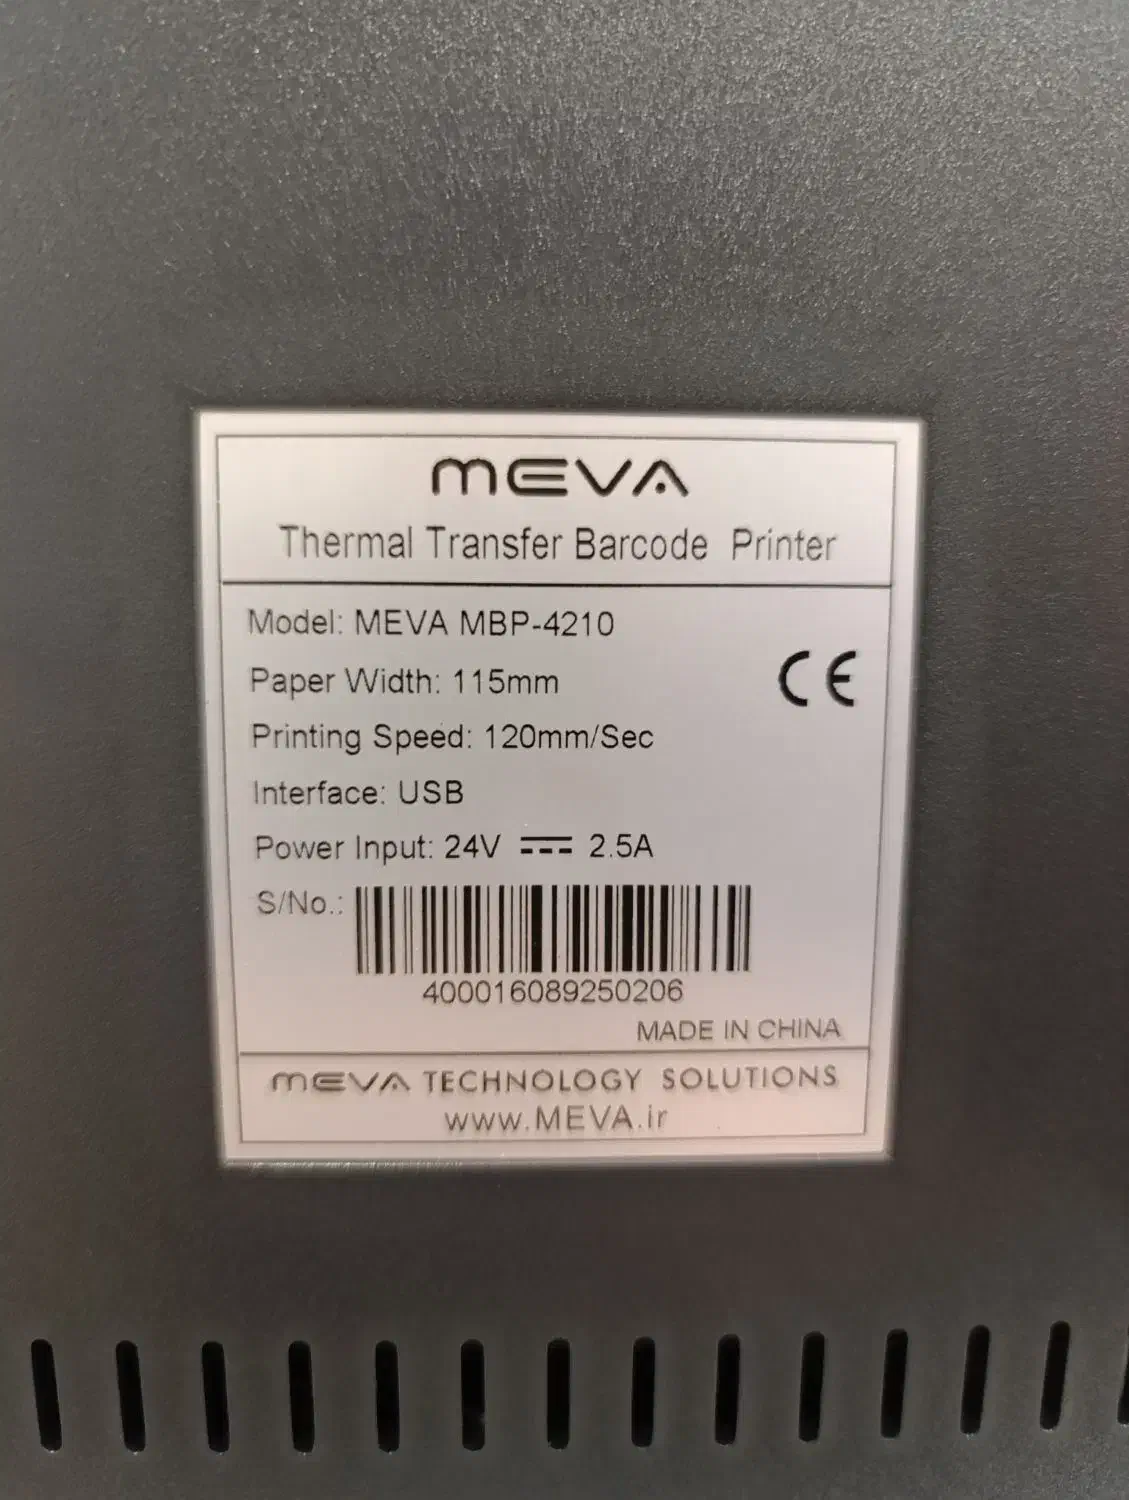 MEVA
Thermal Transfer Barcode Printer
Model: MEVA MBP-4210
Paper Width: 115mm
CE
Printing Speed: 120mm/Sec
Interface: USB
Power Input: 24V ⎓ 2.5A
S/No.:
400016089250206
MADE IN CHINA
MEVA TECHNOLOGY SOLUTIONS
www.MEVA.ir